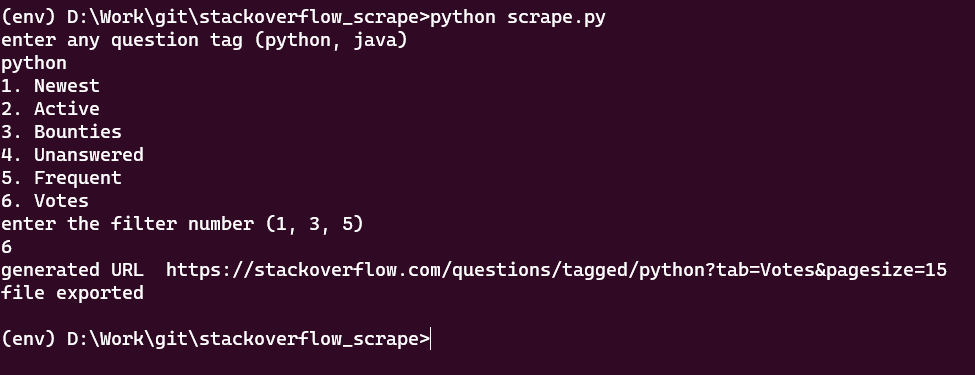 (env) D:\Work\git\stackoverflow_scrape>python scrape.py
enter any question tag (python, java)
python
1. Newest
2. Active
3. Bounties
4. Unanswered
5. Frequent
6. Votes
enter the filter number (1, 3, 5)
6
generated URL  https://stackoverflow.com/questions/tagged/python?tab=Votes&pagesize=15
file exported
(env) D:\Work\git\stackoverflow_scrape>